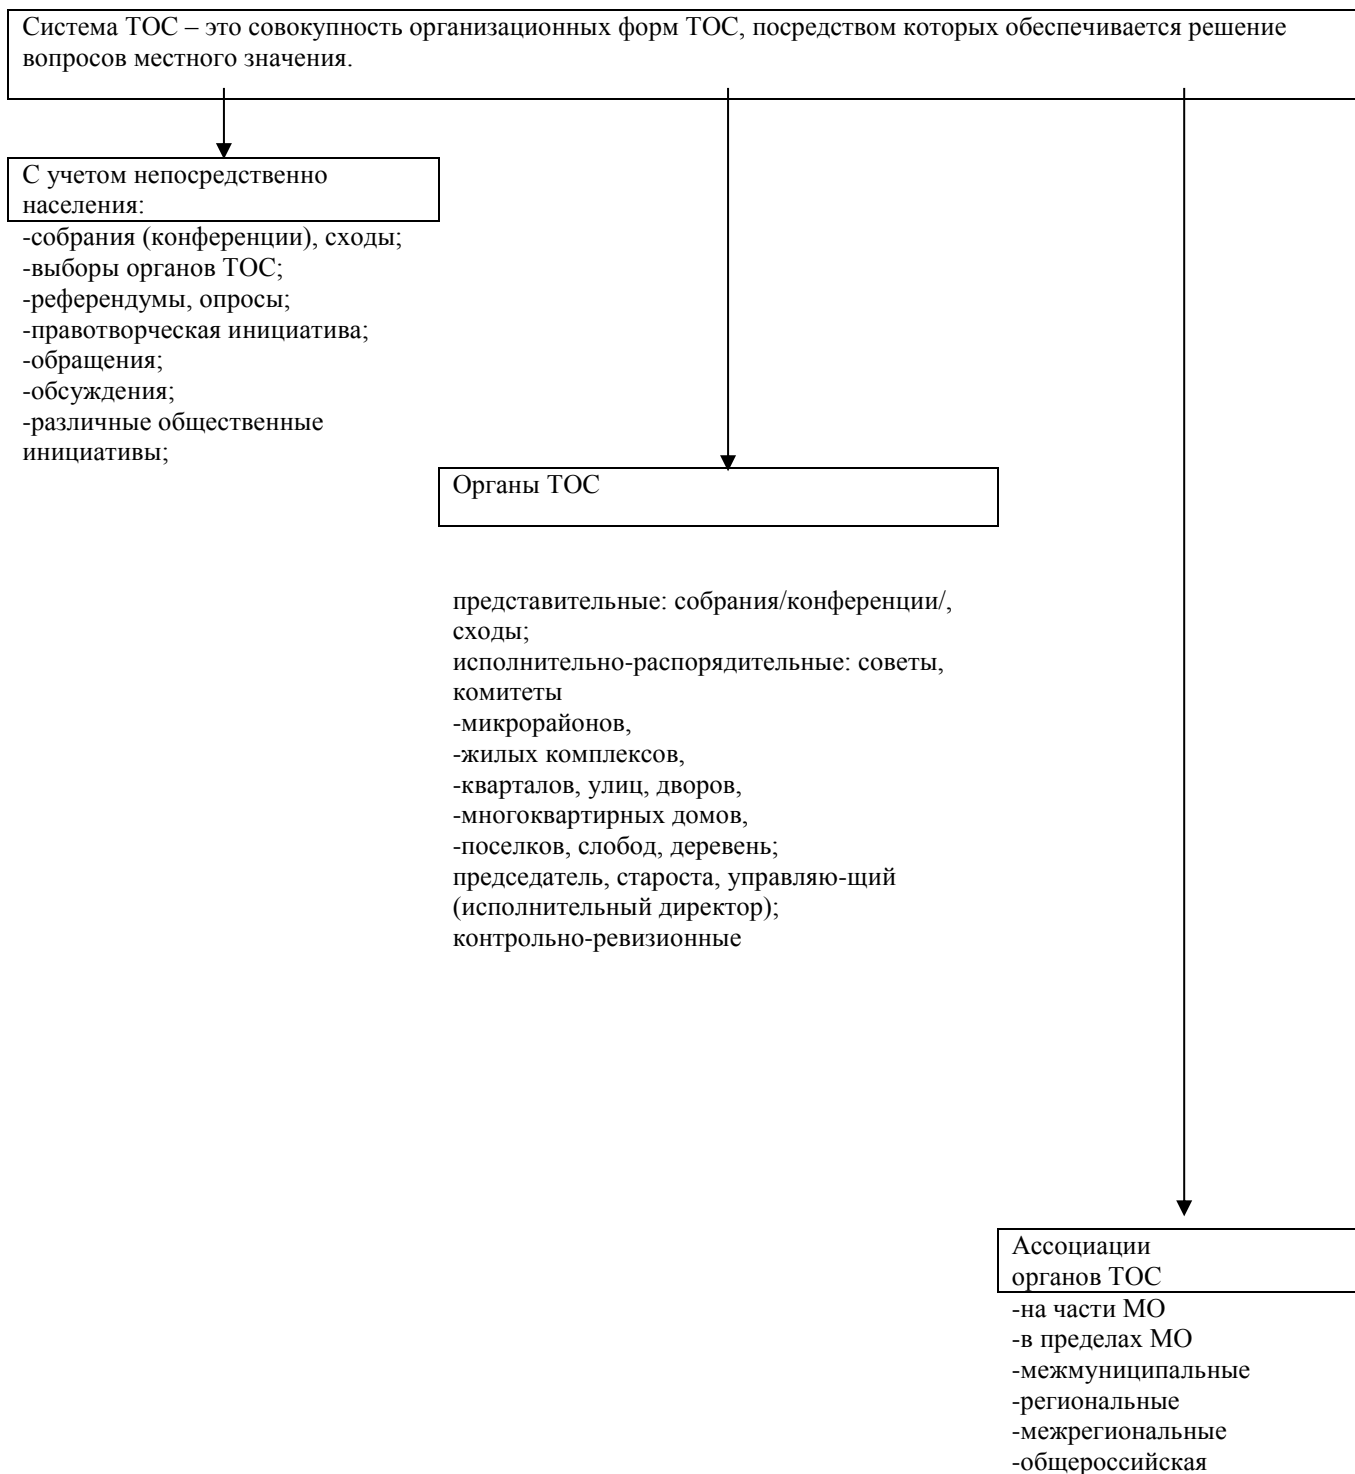 Система ТОС – это совокупность организационных форм ТОС, посредством которых обеспечивается решение
вопросов местного значения.
С учетом непосредственно
населения:
-собрания (конференции), сходы;
-выборы органов ТОС;
-референдумы, опросы;
-правотворческая инициатива;
-обращения;
-обсуждения;
-различные общественные
инициативы;
Органы ТОС
представительные: собрания/конференции/,
сходы;
исполнительно-распорядительные: советы,
комитеты
-микрорайонов,
-жилых комплексов,
-кварталов, улиц, дворов,
-многоквартирных домов,
-поселков, слобод, деревень;
председатель, староста, управляю-щий
(исполнительный директор);
контрольно-ревизионные
Ассоциации
органов ТОС
-на части МО
-в пределах МО
-межмуниципальные
-региональные
-межрегиональные
-общероссийская